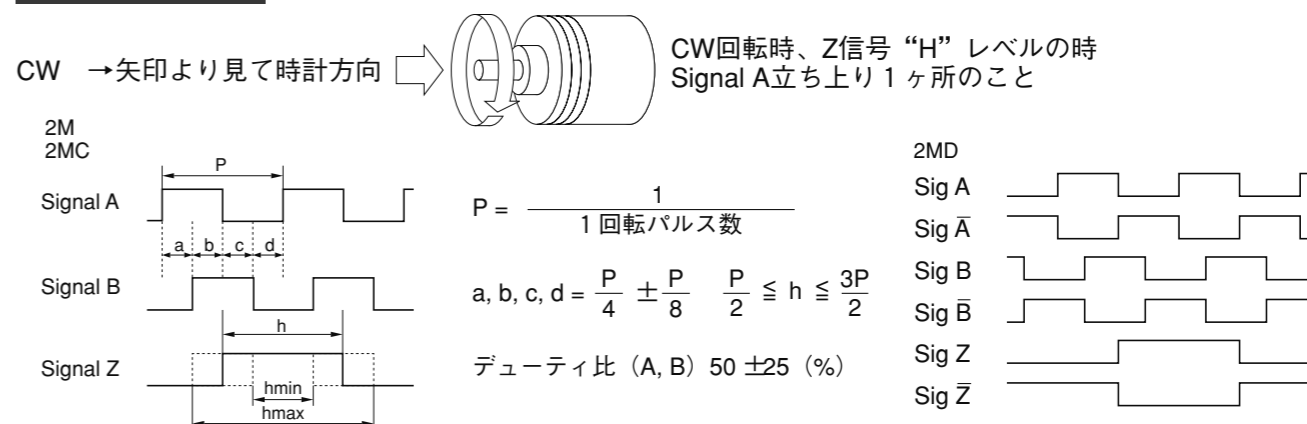 CW →矢印より見て時計方向
CW回転時、Z信号“H”レベルの時
Signal A立ち上り1ヶ所のこと
2M
2MC
P
Signal A
a b c d
Signal B
h
Signal Z
hmin
hmax
P = 1
1回転パルス数
a, b, c, d = P/4 ± P/8 P/2 ≦ h ≦ 3P/2
デューティ比（A, B）50 ±25（%）
2MD
Sig A
Sig A̅
Sig B
Sig B̅
Sig Z
Sig Z̅